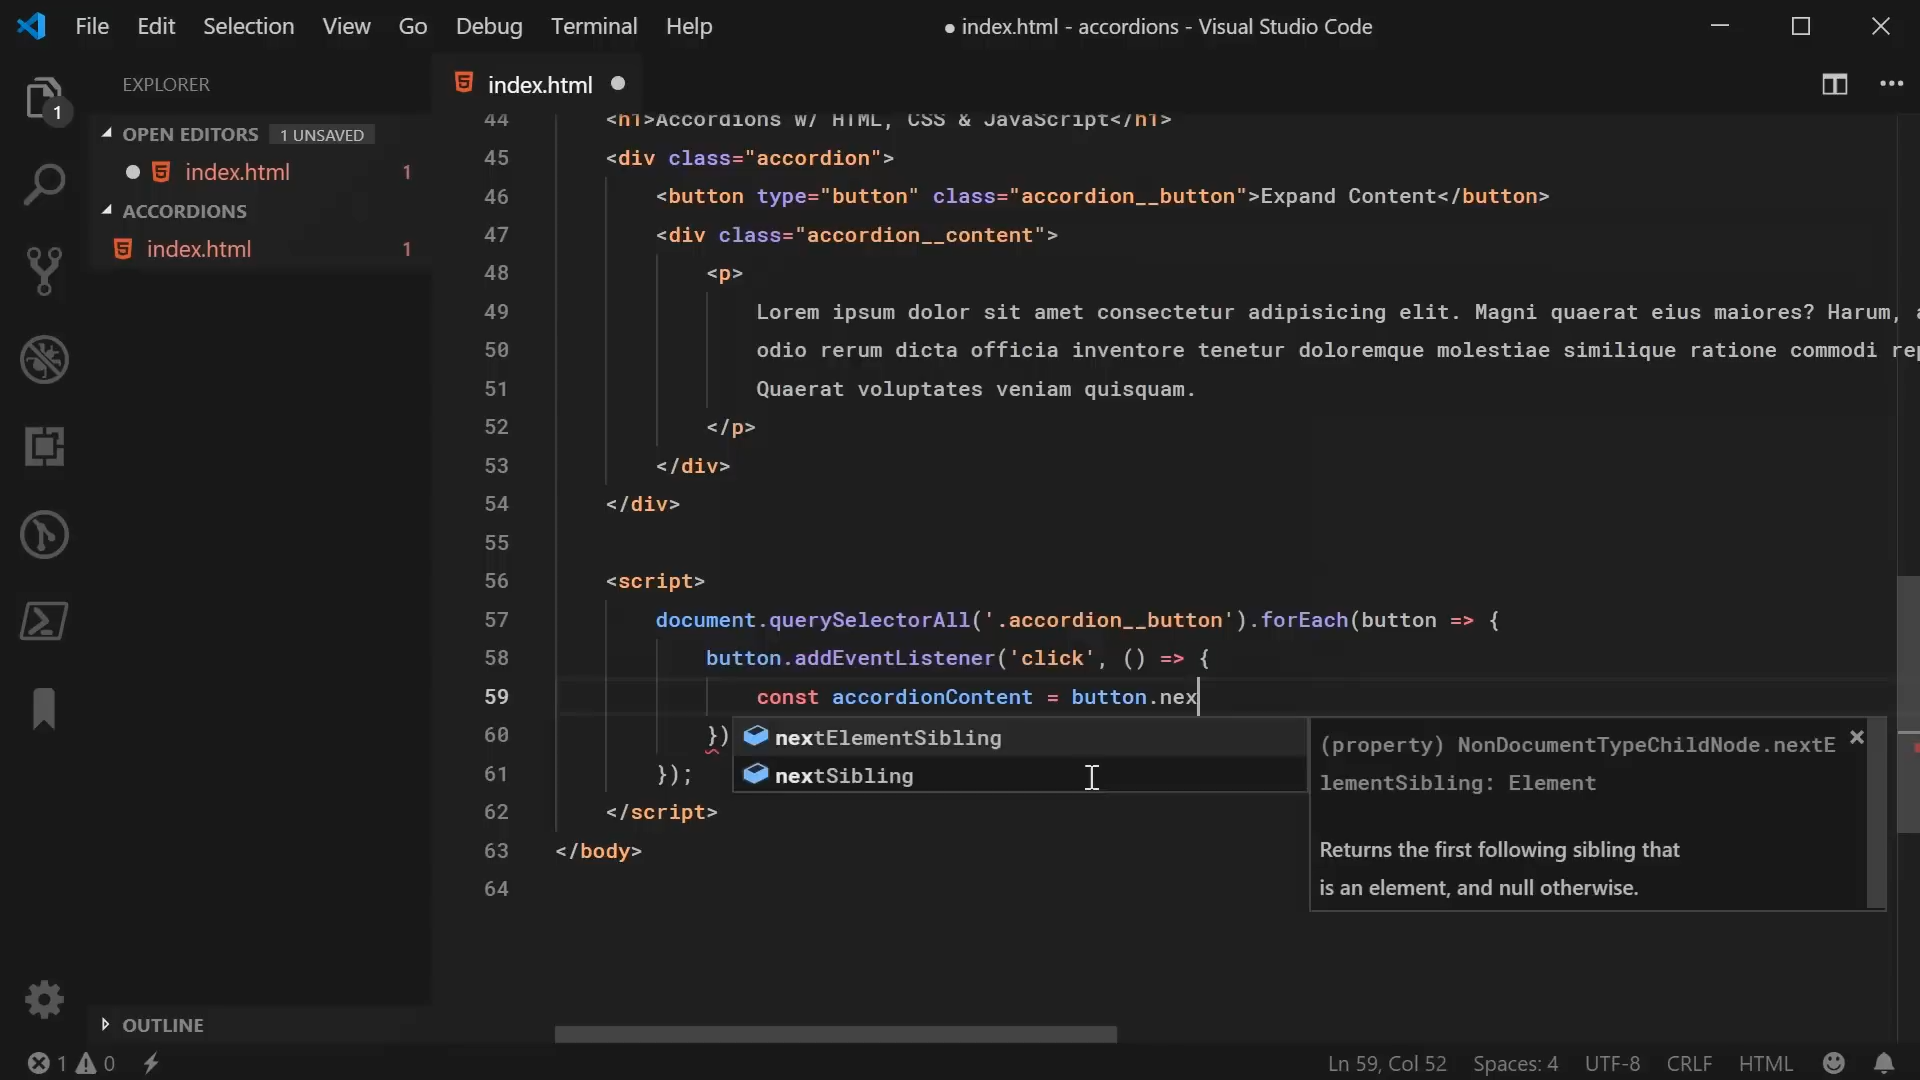 File Edit Selection View Go Debug Terminal Help
● index.html - accordions - Visual Studio Code
EXPLORER
index.html
1
OPEN EDITORS 1 UNSAVED
index.html 1
ACCORDIONS
index.html 1
OUTLINE
44 <h1>Accordions w/ HTML, CSS & JavaScript</h1>
45 <div class="accordion">
46 <button type="button" class="accordion__button">Expand Content</button>
47 <div class="accordion__content">
48 <p>
49 Lorem ipsum dolor sit amet consectetur adipisicing elit. Magni quaerat eius maiores? Harum,
50 odio rerum dicta officia inventore tenetur doloremque molestiae similique ratione commodi
51 Quaerat voluptates veniam quisquam.
52 </p>
53 </div>
54 </div>
55
56 <script>
57 document.querySelectorAll('.accordion__button').forEach(button => {
58 button.addEventListener('click', () => {
59 const accordionContent = button.nex
60 })
61 });
62 </script>
63 </body>
64
nextElementSibling
nextSibling
(property) NonDocumentTypeChildNode.nextE
lementSibling: Element
Returns the first following sibling that
is an element, and null otherwise.
1 0
Ln 59, Col 52 Spaces: 4 UTF-8 CRLF HTML